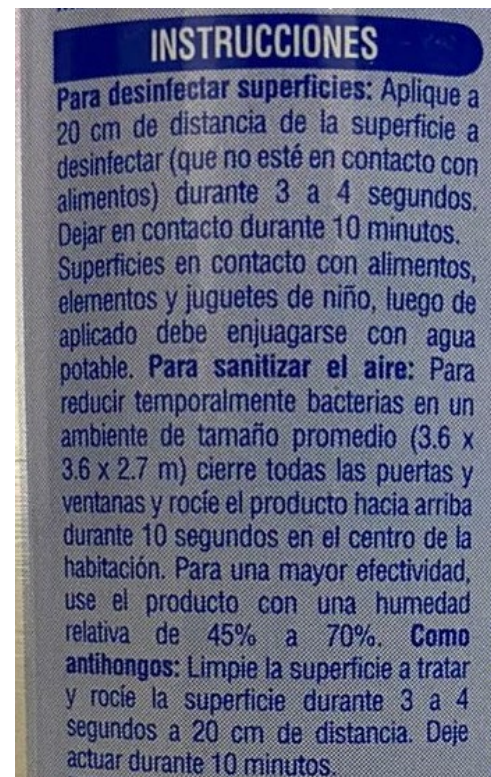 INSTRUCCIONES
Para desinfectar superficies: Aplique a
20 cm de distancia de la superficie a
desinfectar (que no esté en contacto con
alimentos) durante 3 a 4 segundos.
Dejar en contacto durante 10 minutos.
Superficies en contacto con alimentos,
elementos y juguetes de niño, luego de
aplicado debe enjuagarse con agua
potable. Para sanitizar el aire: Para
reducir temporalmente bacterias en un
ambiente de tamaño promedio (3.6 x
3.6 x 2.7 m) cierre todas las puertas y
ventanas y rocíe el producto hacia arriba
durante 10 segundos en el centro de la
habitación. Para una mayor efectividad,
use el producto con una humedad
relativa de 45% a 70%. Como
antihongos: Limpie la superficie a tratar
y rocíe la superficie durante 3 a 4
segundos a 20 cm de distancia. Deje
actuar durante 10 minutos.